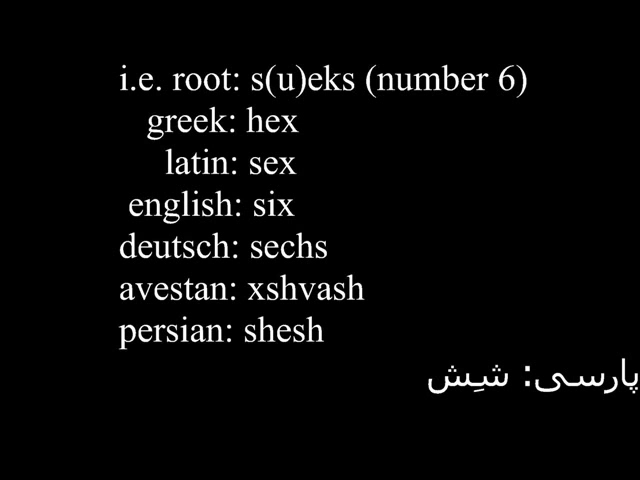 i.e. root: s(u)eks (number 6)
greek: hex
latin: sex
english: six
deutsch: sechs
avestan: xshvash
persian: shesh
پارسی: شِش